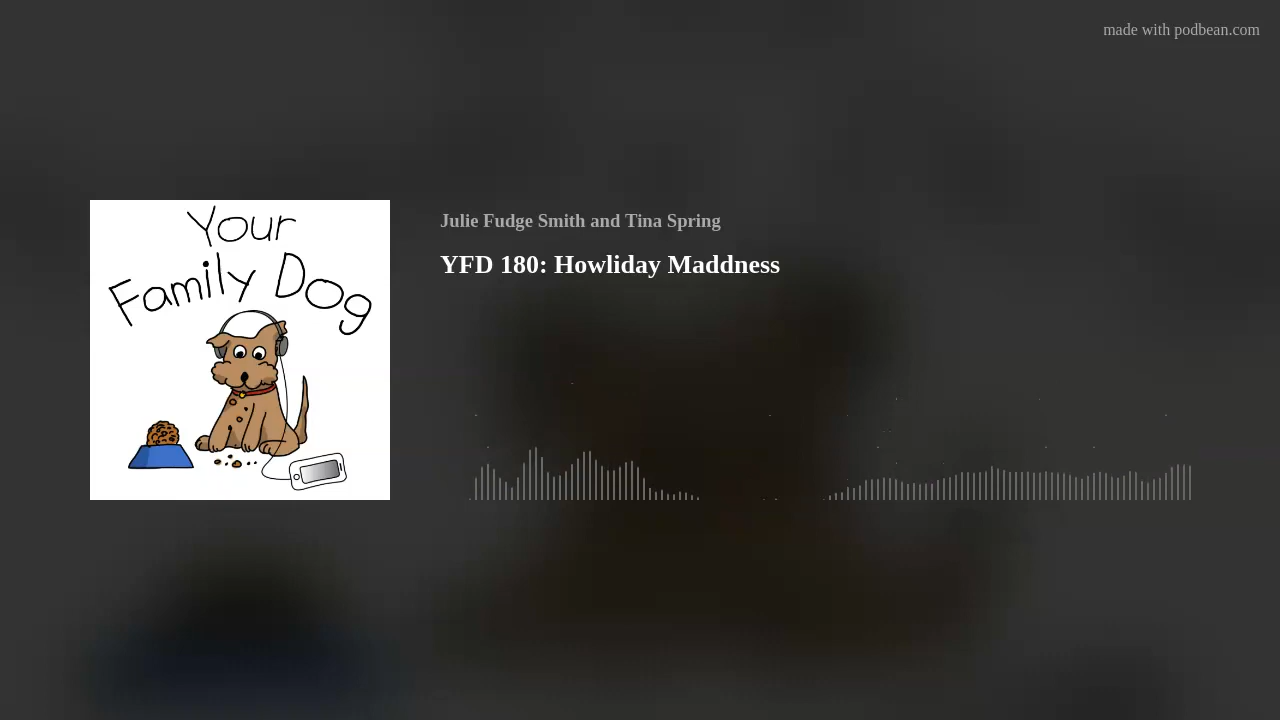 made with podbean.com
Your
Family Dog
Julie Fudge Smith and Tina Spring
YFD 180: Howliday Maddness